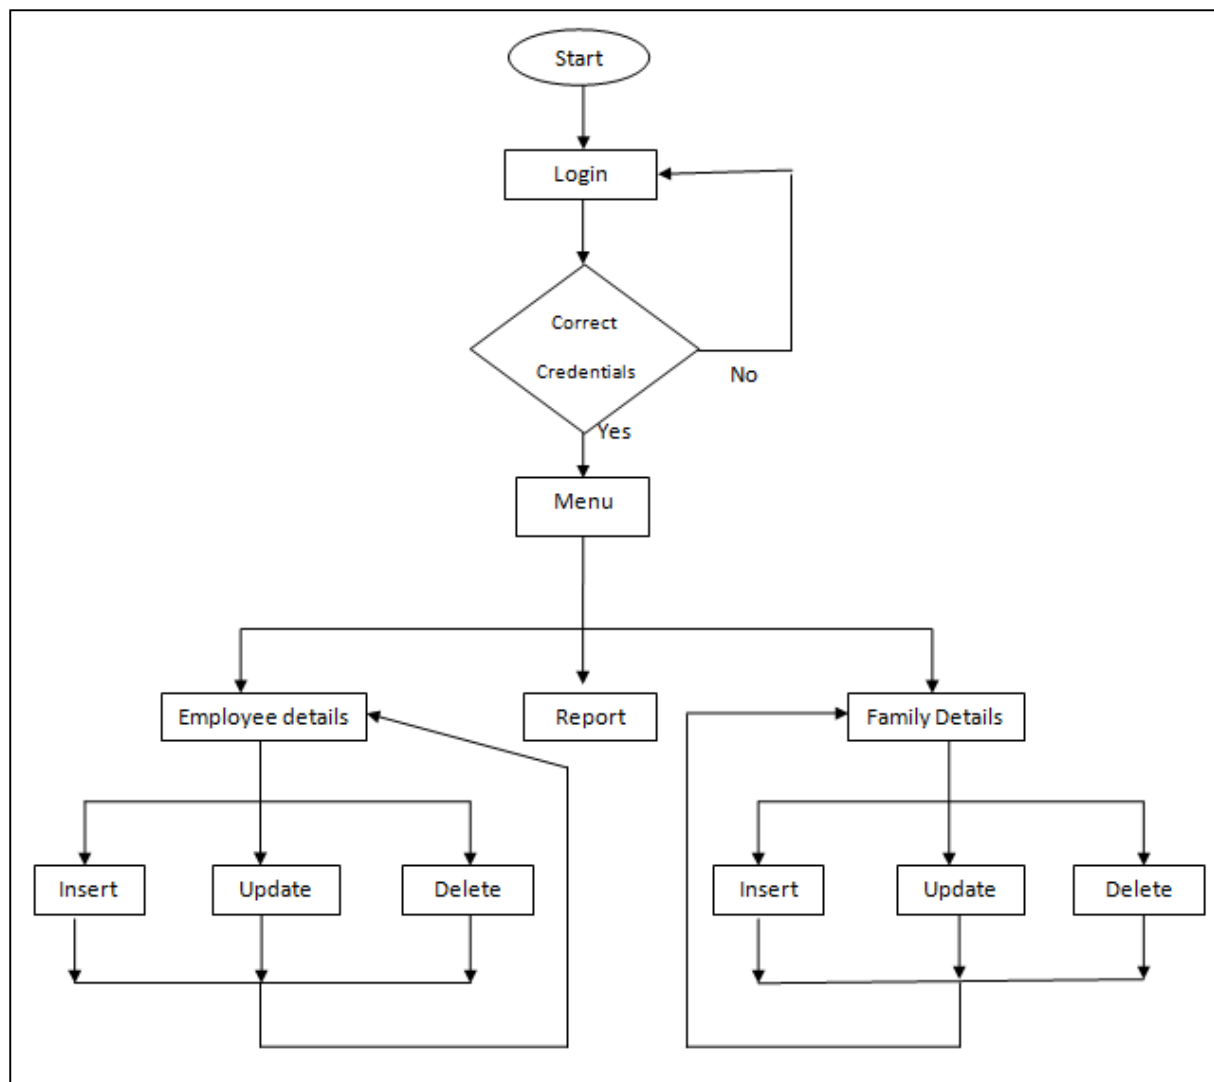 Start
Login
Correct
Credentials
No
Yes
Menu
Employee details
Report
Family Details
Insert
Update
Delete
Insert
Update
Delete